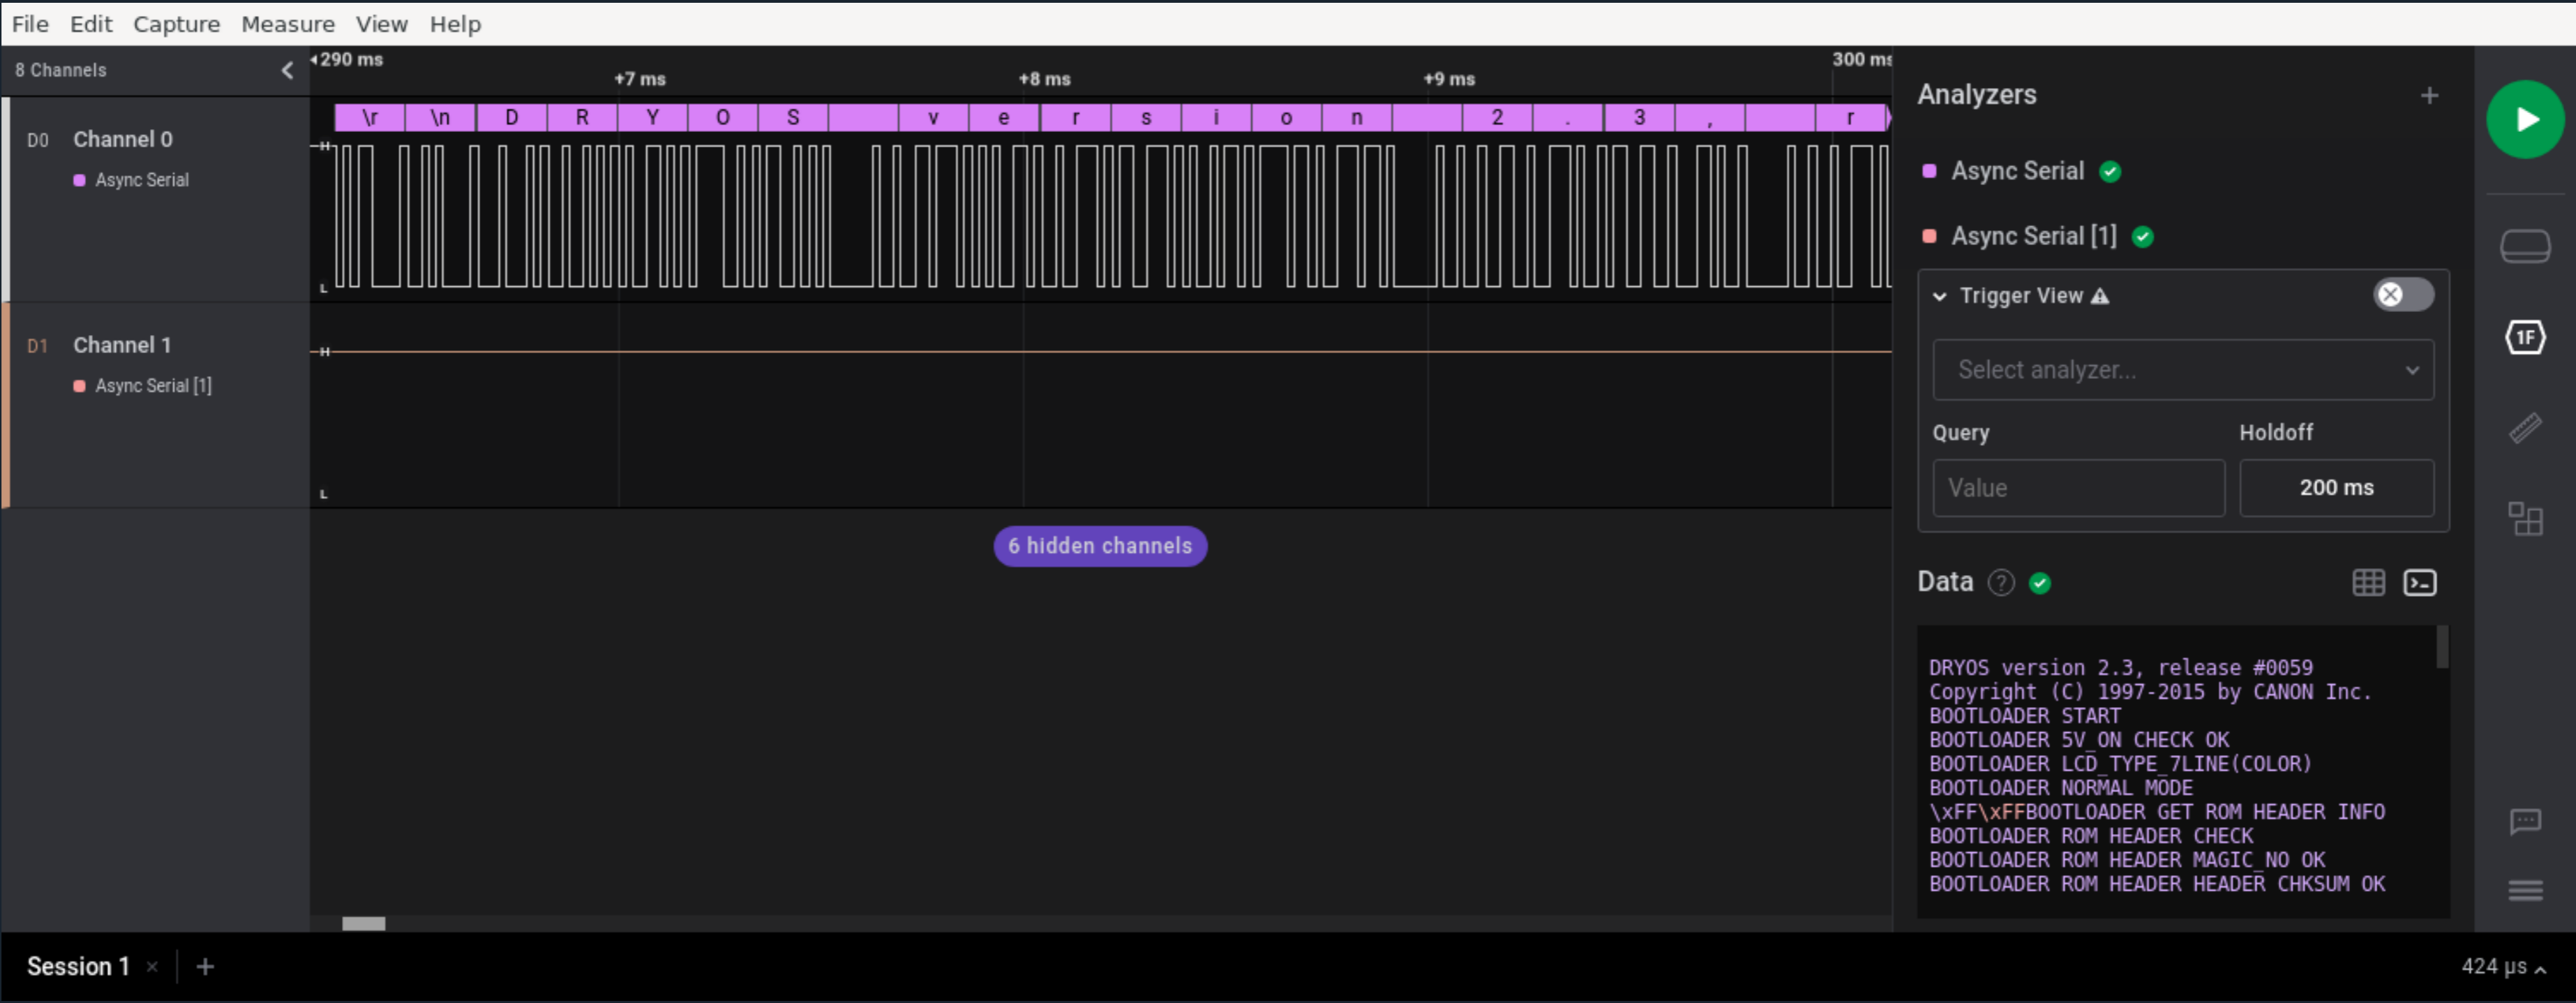 File Edit Capture Measure View Help
8 Channels
290 ms
+7 ms +8 ms +9 ms 300 ms
\r \n D R Y O S v e r s i o n 2 . 3 , r
D0 Channel 0
Async Serial
H
L
D1 Channel 1
Async Serial [1]
H
L
6 hidden channels
Analyzers
Async Serial
Async Serial [1]
Trigger View
Select analyzer...
Query Holdoff
Value 200 ms
Data
DRYOS version 2.3, release #0059
Copyright (C) 1997-2015 by CANON Inc.
BOOTLOADER START
BOOTLOADER 5V_ON CHECK OK
BOOTLOADER LCD_TYPE_7LINE(COLOR)
BOOTLOADER NORMAL MODE
\xFF\xFFBOOTLOADER GET ROM HEADER INFO
BOOTLOADER ROM HEADER CHECK
BOOTLOADER ROM HEADER MAGIC_NO OK
BOOTLOADER ROM HEADER HEADER CHKSUM OK
1F
Session 1
424 µs